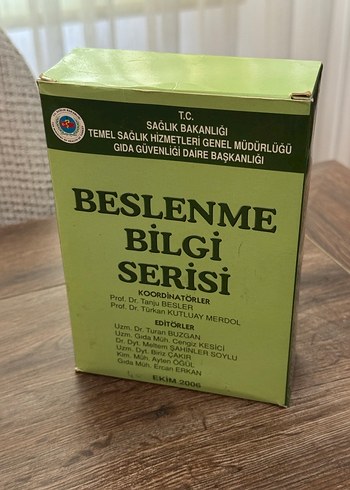 T.C.
SAĞLIK BAKANLIĞI
TEMEL SAĞLIK HİZMETLERİ GENEL MÜDÜRLÜĞÜ
GIDA GÜVENLİĞİ DAİRE BAŞKANLIĞI
BESLENME
BİLGİ
SERİSİ
KOORDİNATÖRLER
Prof. Dr. Tanju BESLER
Prof. Dr. Türkan KUTLUAY MERDOL
EDİTÖRLER
Uzm. Dr. Turan BUZGAN
Uzm. Gıda Müh. Cengiz KESİCİ
Dr. Dyt. Meltem ŞAHİNLER SOYLU
Uzm. Dyt. Biriz ÇAKIR
Kim. Müh. Ayten ÖĞÜL
Gıda Müh. Ercan ERKAN
EKİM 2006